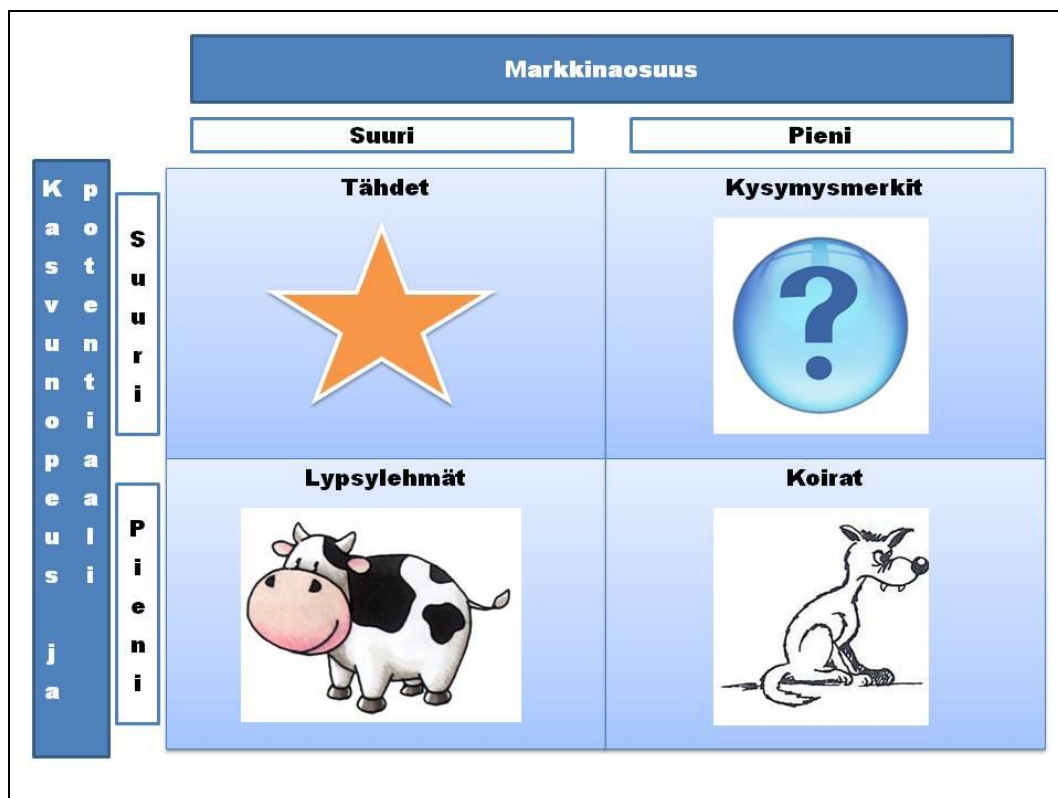 Markkinaosuus
Suuri
Pieni
Kasvunopeus ja
potentiaali
Suuri
Tähdet
Kysymysmerkit
?
Pieni
Lypsylehmät
Koirat